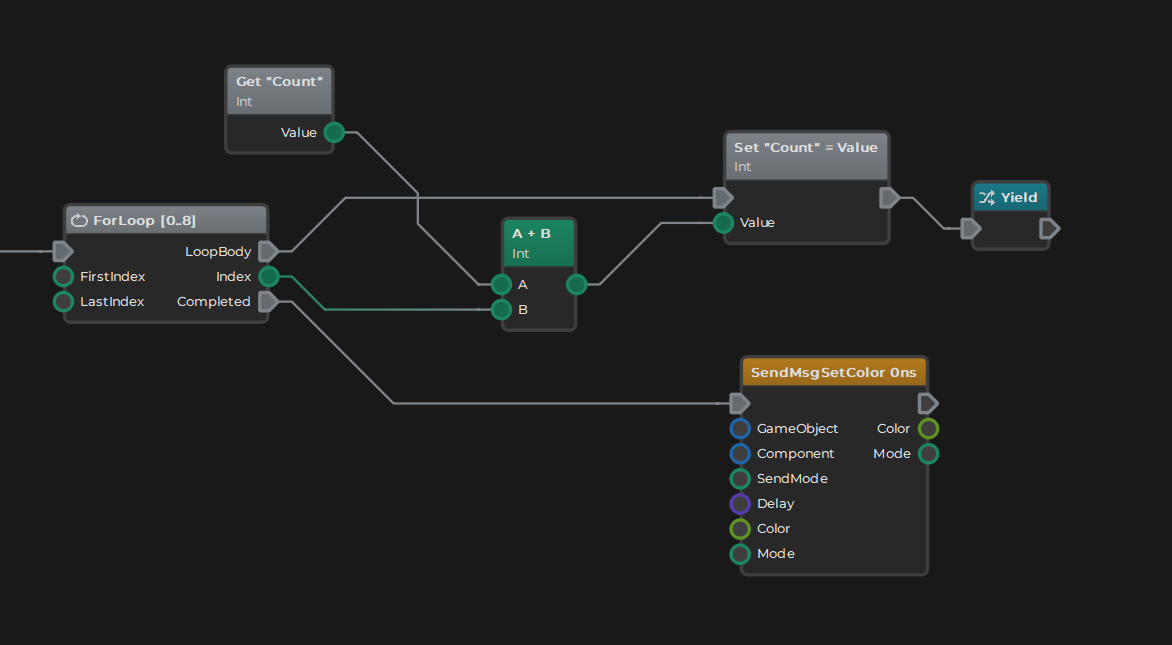 Get "Count"
Int
Value
ForLoop [0..8]
LoopBody
FirstIndex
Index
LastIndex
Completed
A + B
Int
A
B
Set "Count" = Value
Int
Value
Yield
SendMsgSetColor 0ns
GameObject
Color
Component
Mode
SendMode
Delay
Color
Mode